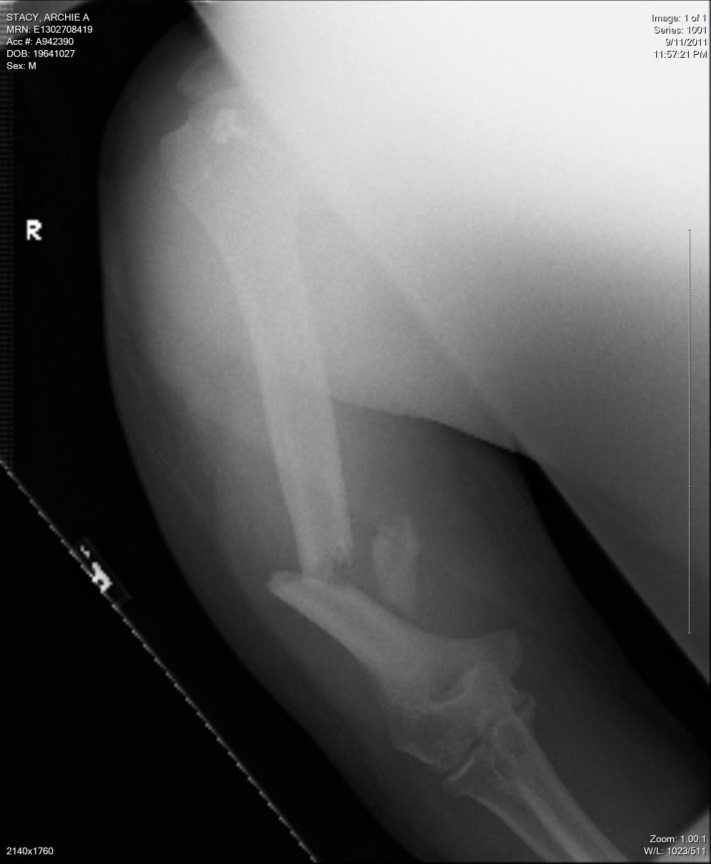 STACY, ARCHIE A
MRN: E1302708419
Acc #: A942390
DOB: 19641027
Sex: M
Image: 1 of 1
Series: 1001
9/11/2011
11:57:21 PM
R
2140x1760
Zoom: 1.00:1
W/L: 1023/511